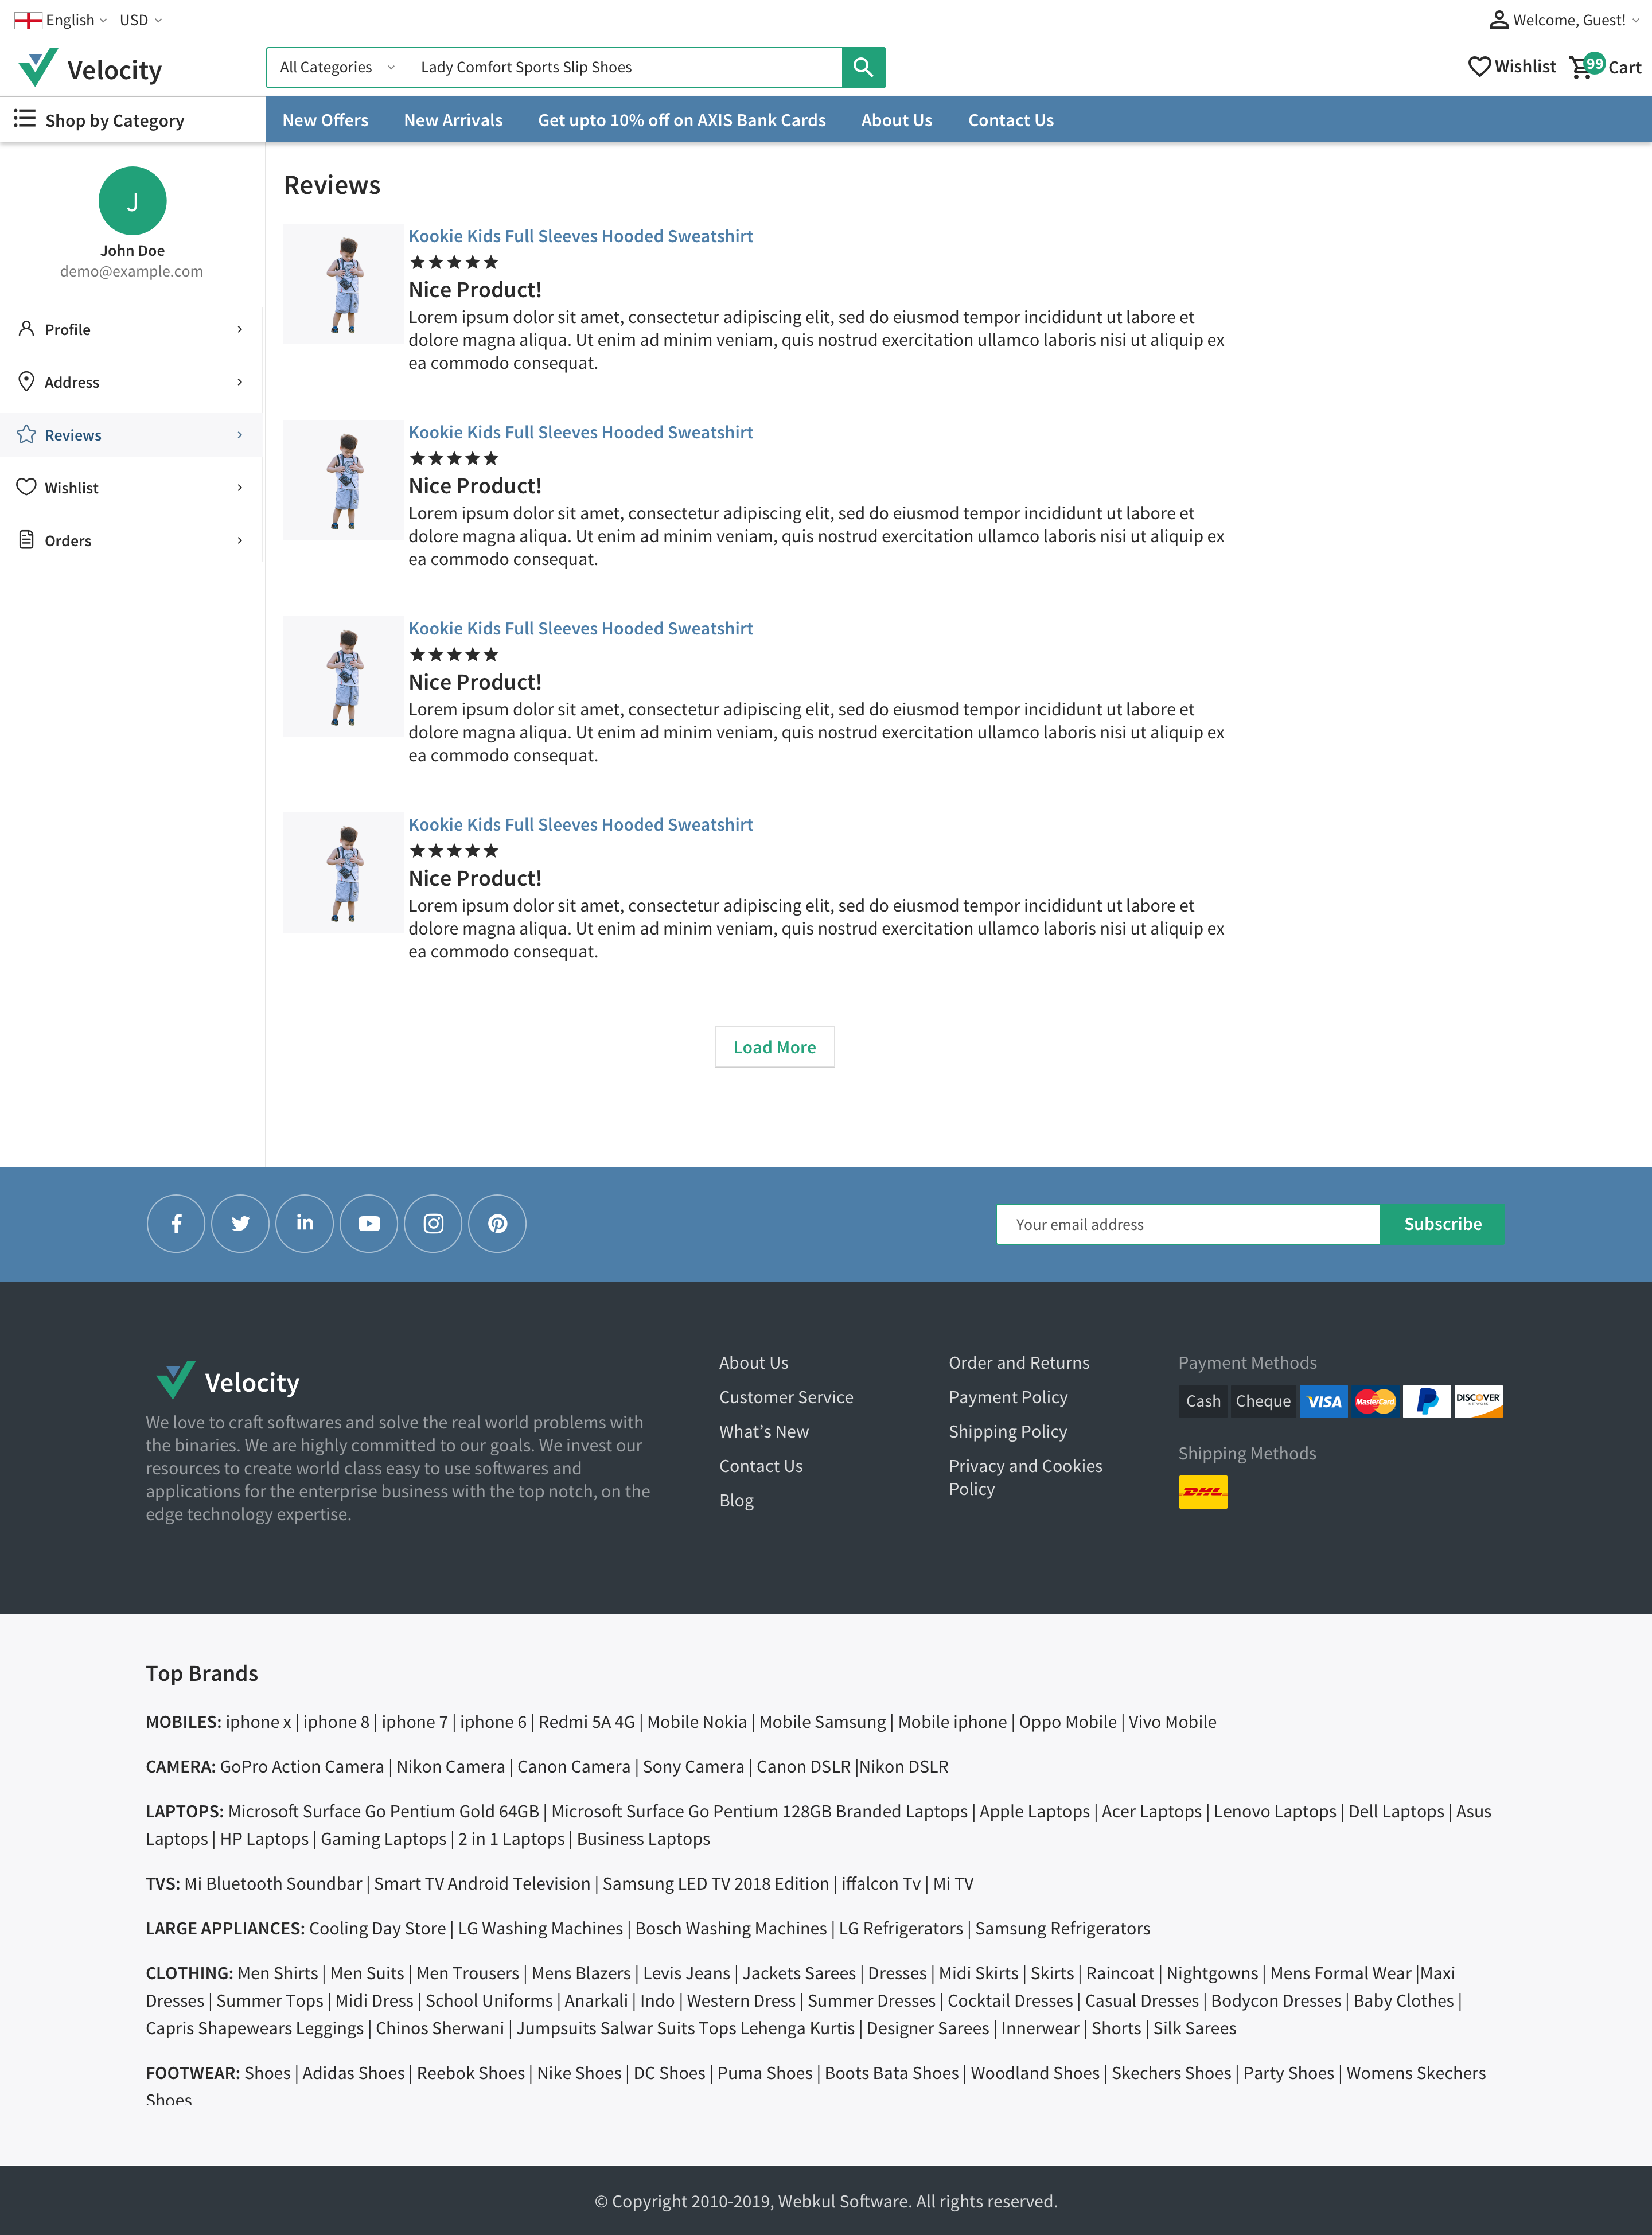 English USD Welcome, Guest!
Velocity All Categories Lady Comfort Sports Slip Shoes Wishlist 99 Cart
Shop by Category New Offers New Arrivals Get upto 10% off on AXIS Bank Cards About Us Contact Us
J
John Doe
demo@example.com
Profile
Address
Reviews
Wishlist
Orders
Reviews
Kookie Kids Full Sleeves Hooded Sweatshirt
Nice Product!
Lorem ipsum dolor sit amet, consectetur adipiscing elit, sed do eiusmod tempor incididunt ut labore et
dolore magna aliqua. Ut enim ad minim veniam, quis nostrud exercitation ullamco laboris nisi ut aliquip ex
ea commodo consequat.
Kookie Kids Full Sleeves Hooded Sweatshirt
Nice Product!
Lorem ipsum dolor sit amet, consectetur adipiscing elit, sed do eiusmod tempor incididunt ut labore et
dolore magna aliqua. Ut enim ad minim veniam, quis nostrud exercitation ullamco laboris nisi ut aliquip ex
ea commodo consequat.
Kookie Kids Full Sleeves Hooded Sweatshirt
Nice Product!
Lorem ipsum dolor sit amet, consectetur adipiscing elit, sed do eiusmod tempor incididunt ut labore et
dolore magna aliqua. Ut enim ad minim veniam, quis nostrud exercitation ullamco laboris nisi ut aliquip ex
ea commodo consequat.
Kookie Kids Full Sleeves Hooded Sweatshirt
Nice Product!
Lorem ipsum dolor sit amet, consectetur adipiscing elit, sed do eiusmod tempor incididunt ut labore et
dolore magna aliqua. Ut enim ad minim veniam, quis nostrud exercitation ullamco laboris nisi ut aliquip ex
ea commodo consequat.
Load More
Your email address Subscribe
Velocity
We love to craft softwares and solve the real world problems with
the binaries. We are highly committed to our goals. We invest our
resources to create world class easy to use softwares and
applications for the enterprise business with the top notch, on the
edge technology expertise.
About Us
Customer Service
What’s New
Contact Us
Blog
Order and Returns
Payment Policy
Shipping Policy
Privacy and Cookies
Policy
Payment Methods
Cash Cheque VISA MasterCard DISCOVER
Shipping Methods
DHL
Top Brands
MOBILES: iphone x | iphone 8 | iphone 7 | iphone 6 | Redmi 5A 4G | Mobile Nokia | Mobile Samsung | Mobile iphone | Oppo Mobile | Vivo Mobile
CAMERA: GoPro Action Camera | Nikon Camera | Canon Camera | Sony Camera | Canon DSLR |Nikon DSLR
LAPTOPS: Microsoft Surface Go Pentium Gold 64GB | Microsoft Surface Go Pentium 128GB Branded Laptops | Apple Laptops | Acer Laptops | Lenovo Laptops | Dell Laptops | Asus
Laptops | HP Laptops | Gaming Laptops | 2 in 1 Laptops | Business Laptops
TVS: Mi Bluetooth Soundbar | Smart TV Android Television | Samsung LED TV 2018 Edition | iffalcon Tv | Mi TV
LARGE APPLIANCES: Cooling Day Store | LG Washing Machines | Bosch Washing Machines | LG Refrigerators | Samsung Refrigerators
CLOTHING: Men Shirts | Men Suits | Men Trousers | Mens Blazers | Levis Jeans | Jackets Sarees | Dresses | Midi Skirts | Skirts | Raincoat | Nightgowns | Mens Formal Wear |Maxi
Dresses | Summer Tops | Midi Dress | School Uniforms | Anarkali | Indo | Western Dress | Summer Dresses | Cocktail Dresses | Casual Dresses | Bodycon Dresses | Baby Clothes |
Capris Shapewears Leggings | Chinos Sherwani | Jumpsuits Salwar Suits Tops Lehenga Kurtis | Designer Sarees | Innerwear | Shorts | Silk Sarees
FOOTWEAR: Shoes | Adidas Shoes | Reebok Shoes | Nike Shoes | DC Shoes | Puma Shoes | Boots Bata Shoes | Woodland Shoes | Skechers Shoes | Party Shoes | Womens Skechers
Shoes
© Copyright 2010-2019, Webkul Software. All rights reserved.